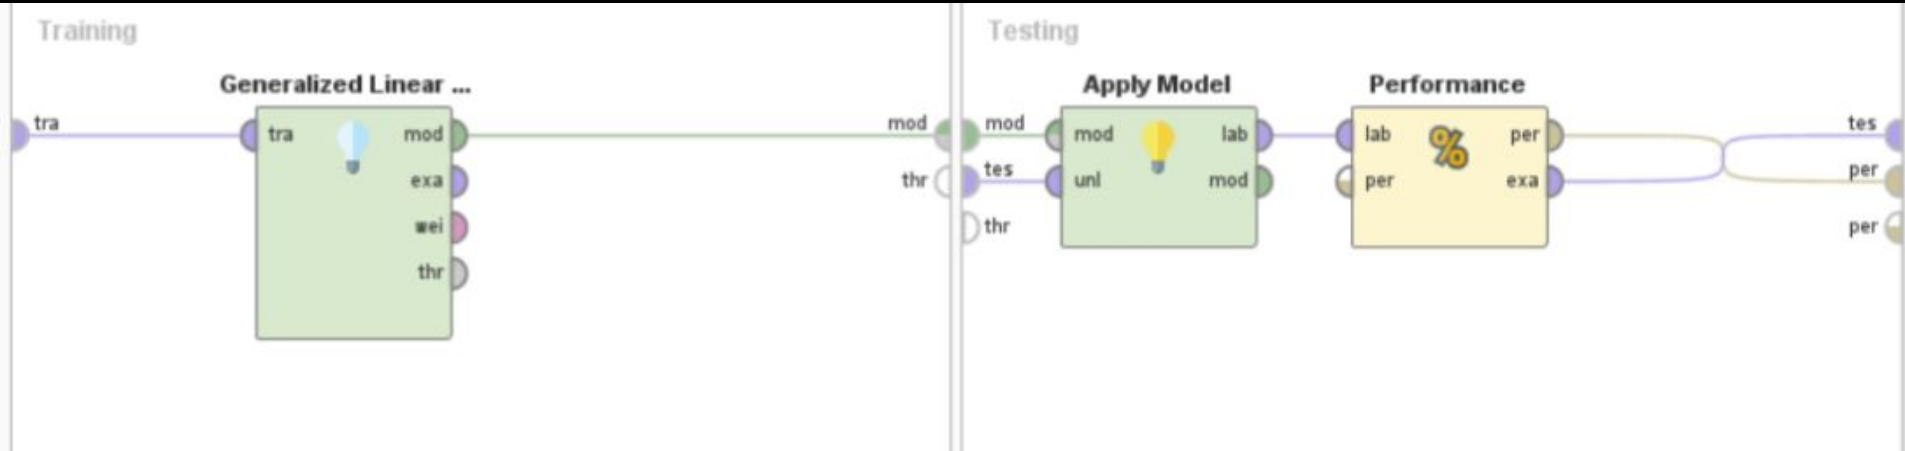 Training
Testing
Generalized Linear ...
Apply Model
Performance
tra
tra
mod
exa
wei
thr
mod
thr
mod
tes
thr
mod
unl
lab
mod
lab
per
%
per
exa
tes
per
per